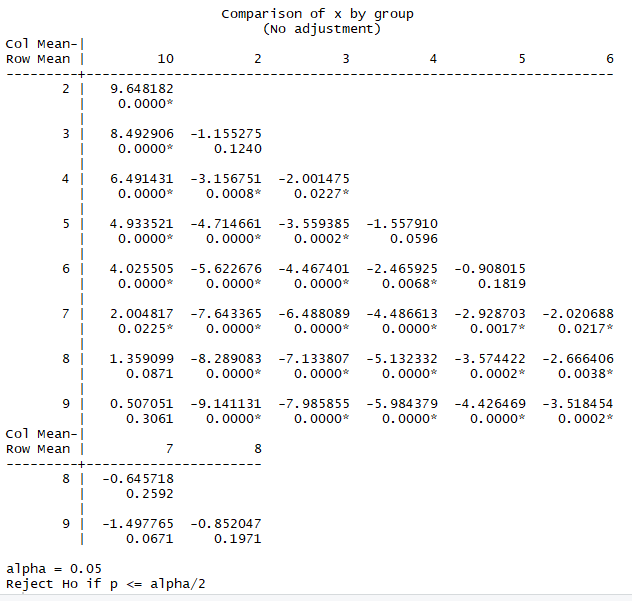 Comparison of x by group
(No adjustment)
Col Mean-|
Row Mean |         10          2          3          4          5          6
---------+------------------------------------------------------------------
       2 |   9.648182
         |    0.0000*
         |
       3 |   8.492906  -1.155275
         |    0.0000*     0.1240
         |
       4 |   6.491431  -3.156751  -2.001475
         |    0.0000*    0.0008*    0.0227*
         |
       5 |   4.933521  -4.714661  -3.559385  -1.557910
         |    0.0000*    0.0000*    0.0002*     0.0596
         |
       6 |   4.025505  -5.622676  -4.467401  -2.465925  -0.908015
         |    0.0000*    0.0000*    0.0000*    0.0068*     0.1819
         |
       7 |   2.004817  -7.643365  -6.488089  -4.486613  -2.928703  -2.020688
         |    0.0225*    0.0000*    0.0000*    0.0000*    0.0017*    0.0217*
         |
       8 |   1.359099  -8.289083  -7.133807  -5.132332  -3.574422  -2.666406
         |     0.0871    0.0000*    0.0000*    0.0000*    0.0002*    0.0038*
         |
       9 |   0.507051  -9.141131  -7.985855  -5.984379  -4.426469  -3.518454
         |     0.3061    0.0000*    0.0000*    0.0000*    0.0000*    0.0002*
Col Mean-|
Row Mean |          7          8
---------+----------------------
       8 |  -0.645718
         |     0.2592
         |
       9 |  -1.497765  -0.852047
         |     0.0671     0.1971
alpha = 0.05
Reject Ho if p <= alpha/2